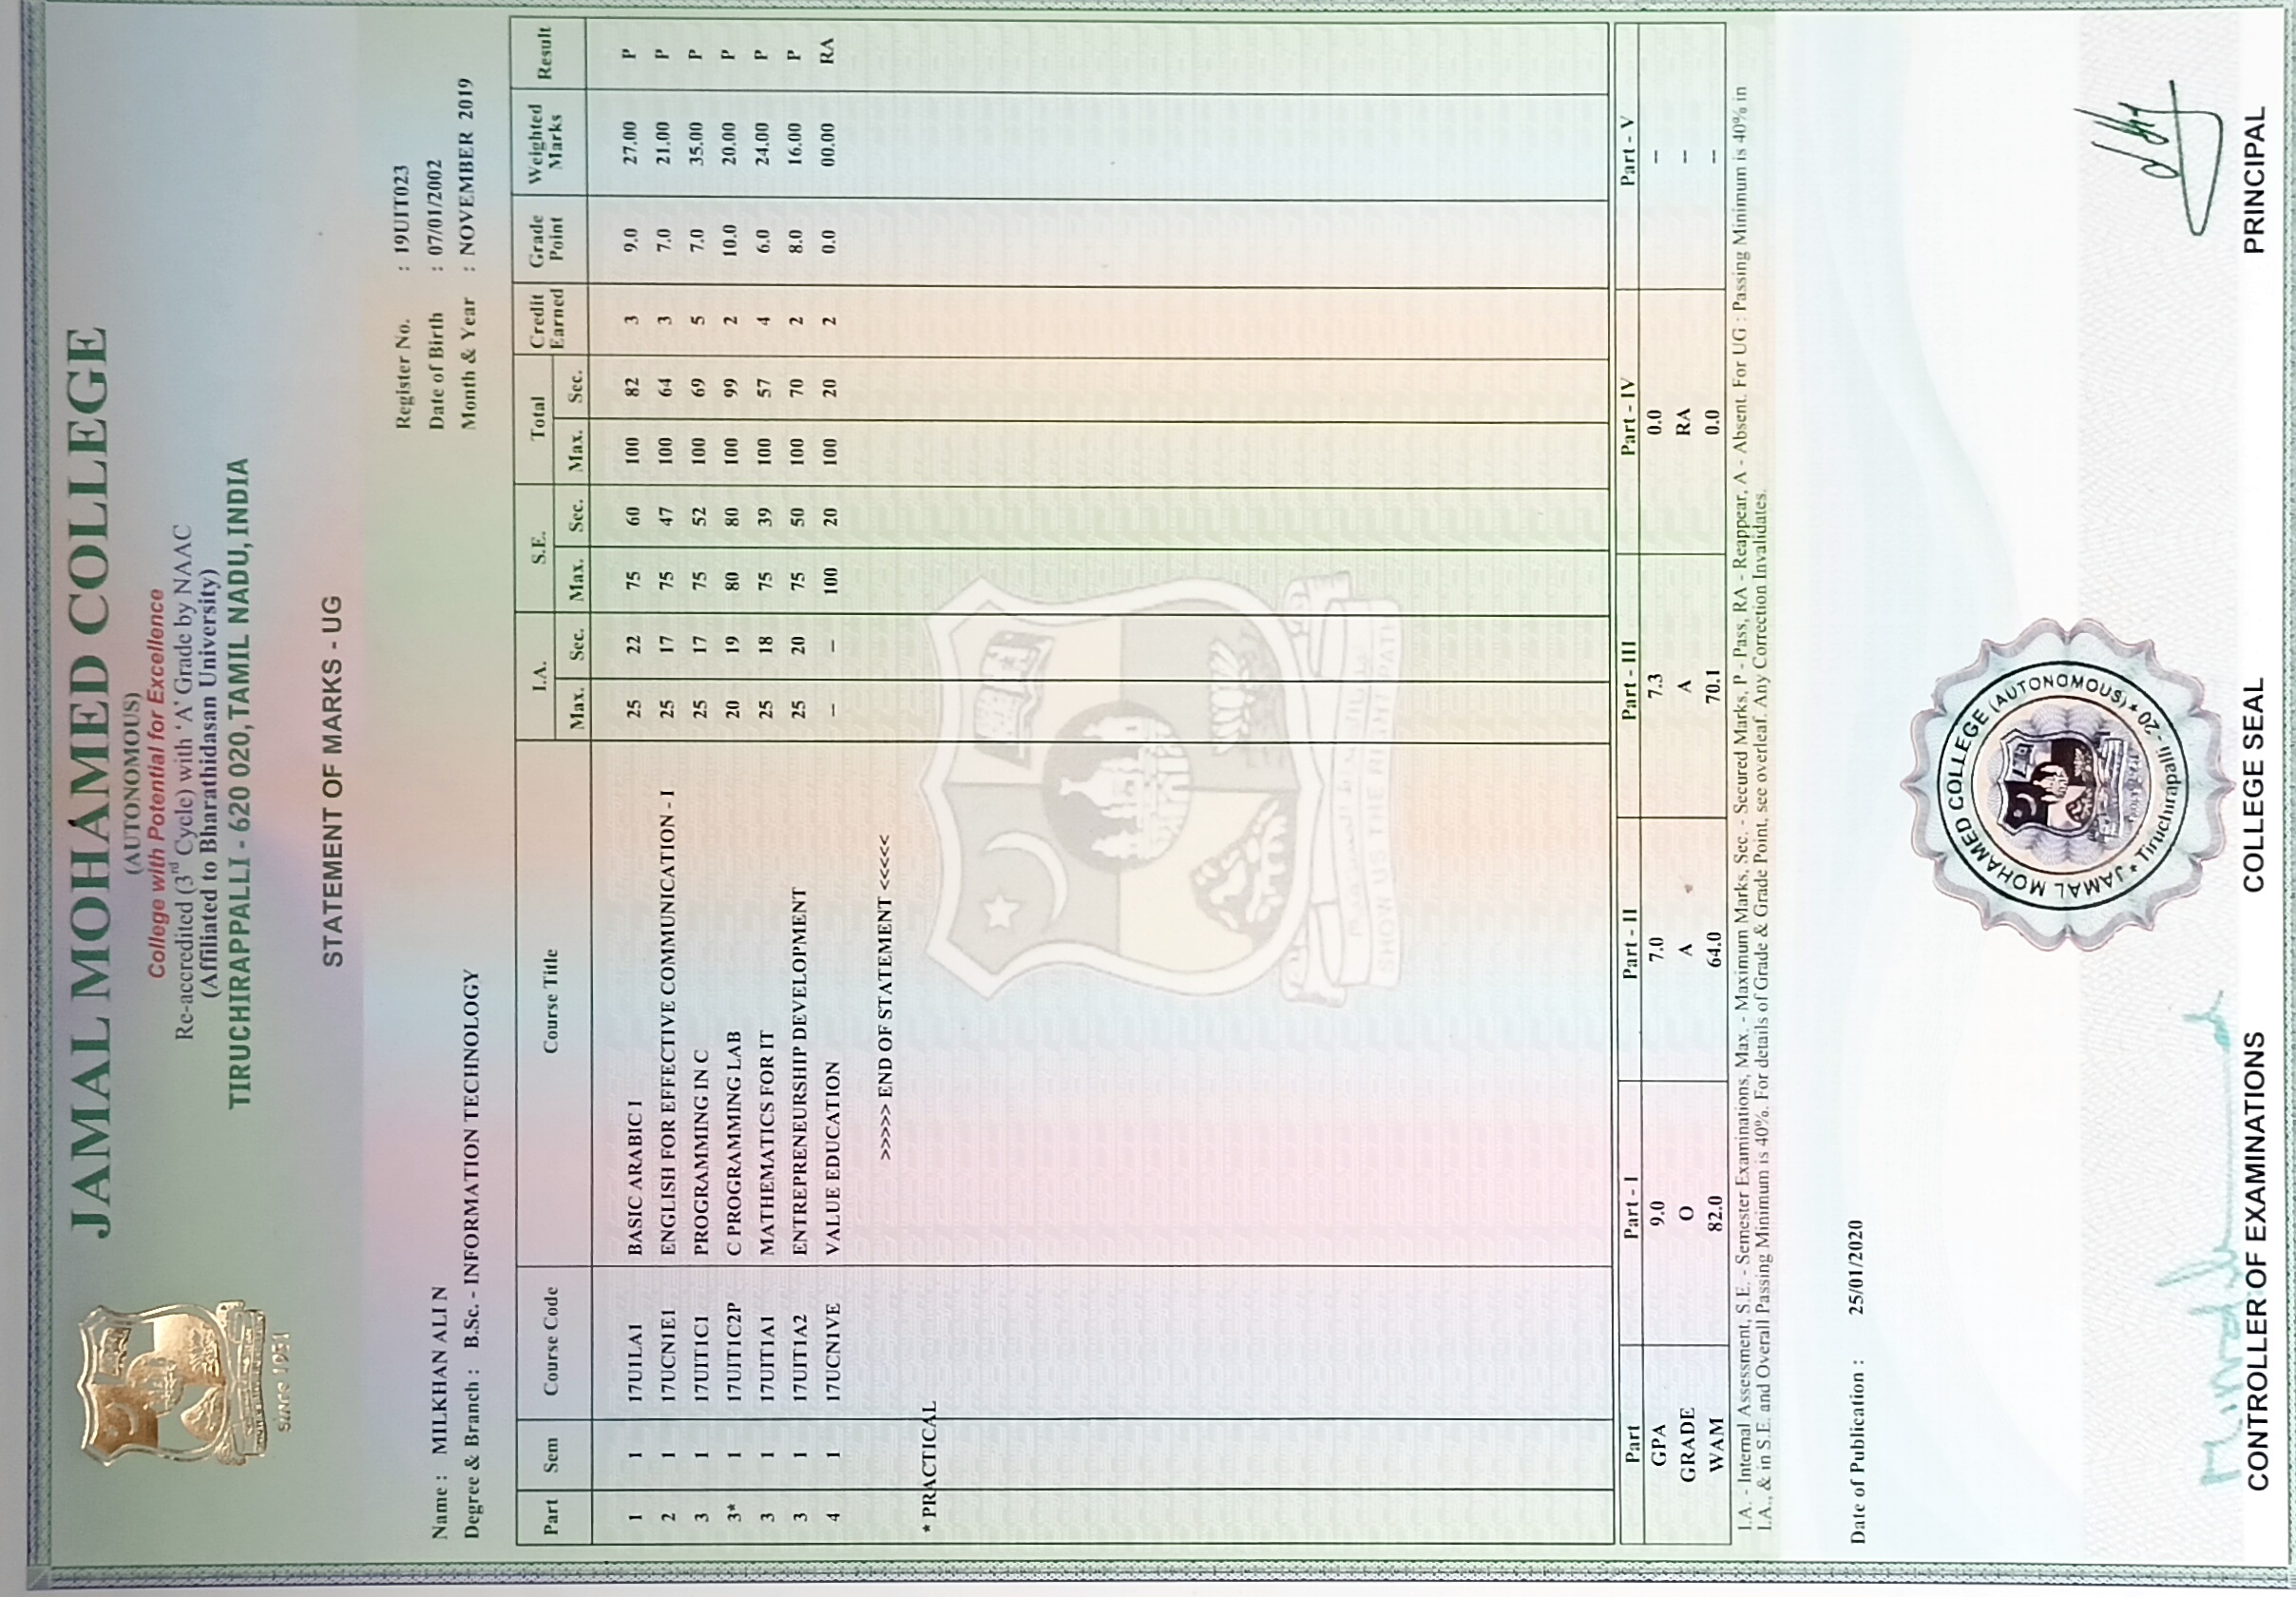 JAMAL MOHAMED COLLEGE
(AUTONOMOUS)
College with Potential for Excellence
Re-accredited (3rd Cycle) with 'A' Grade by NAAC
(Affiliated to Bharathidasan University)
TIRUCHIRAPPALLI - 620 020, TAMIL NADU, INDIA
since 1951
STATEMENT OF MARKS - UG
Register No. : 19UIT023
Name : MILKHAN ALI N
Date of Birth : 07/01/2002
Degree & Branch : B.Sc. - INFORMATION TECHNOLOGY
Month & Year : NOVEMBER 2019
Part Sem Course Code Course Title I.A. S.E. Total Credit Earned Grade Point Weighted Marks Result
Max. Sec. Max. Sec. Max. Sec.
1 1 17U1LA1 BASIC ARABIC I 25 22 75 60 100 82 3 9.0 27.00 P
2 1 17UCN1E1 ENGLISH FOR EFFECTIVE COMMUNICATION - I 25 17 75 47 100 64 3 7.0 21.00 P
3 1 17UIT1C1 PROGRAMMING IN C 25 17 75 52 100 69 5 7.0 35.00 P
3* 1 17UIT1C2P C PROGRAMMING LAB 20 19 80 80 100 99 2 10.0 20.00 P
3 1 17UIT1A1 MATHEMATICS FOR IT 25 18 75 39 100 57 4 6.0 24.00 P
3 1 17UIT1A2 ENTREPRENEURSHIP DEVELOPMENT 25 20 75 50 100 70 2 8.0 16.00 P
4 1 17UCN1VE VALUE EDUCATION – – 100 20 100 20 2 0.0 00.00 RA
>>>>> END OF STATEMENT <<<<<
* PRACTICAL
SHOW US THE RIGHT PATH
Part Part - I Part - II Part - III Part - IV Part - V
GPA 9.0 7.0 7.3 0.0 –
GRADE O A A RA –
WAM 82.0 64.0 70.1 0.0 –
I.A. - Internal Assessment, S.E. - Semester Examinations, Max. - Maximum Marks, Sec. - Secured Marks, P - Pass, RA - Reappear, A - Absent. For UG : Passing Minimum is 40% in
I.A., & in S.E. and Overall Passing Minimum is 40%. For details of Grade & Grade Point, see overleaf. Any Correction Invalidates.
Date of Publication : 25/01/2020
JAMAL MOHAMED COLLEGE (AUTONOMOUS)
★ Tiruchirapalli - 20 ★
CONTROLLER OF EXAMINATIONS
COLLEGE SEAL
PRINCIPAL